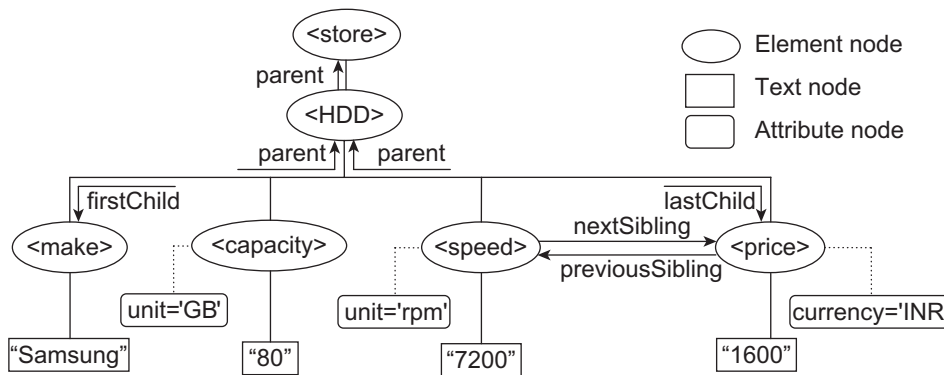 <store>
Element node
parent
Text node
<HDD>
Attribute node
parent
parent
firstChild
lastChild
<make>
<capacity>
<speed>
nextSibling
<price>
previousSibling
unit='GB'
unit='rpm'
currency='INR
“Samsung”
“80”
“7200”
“1600”